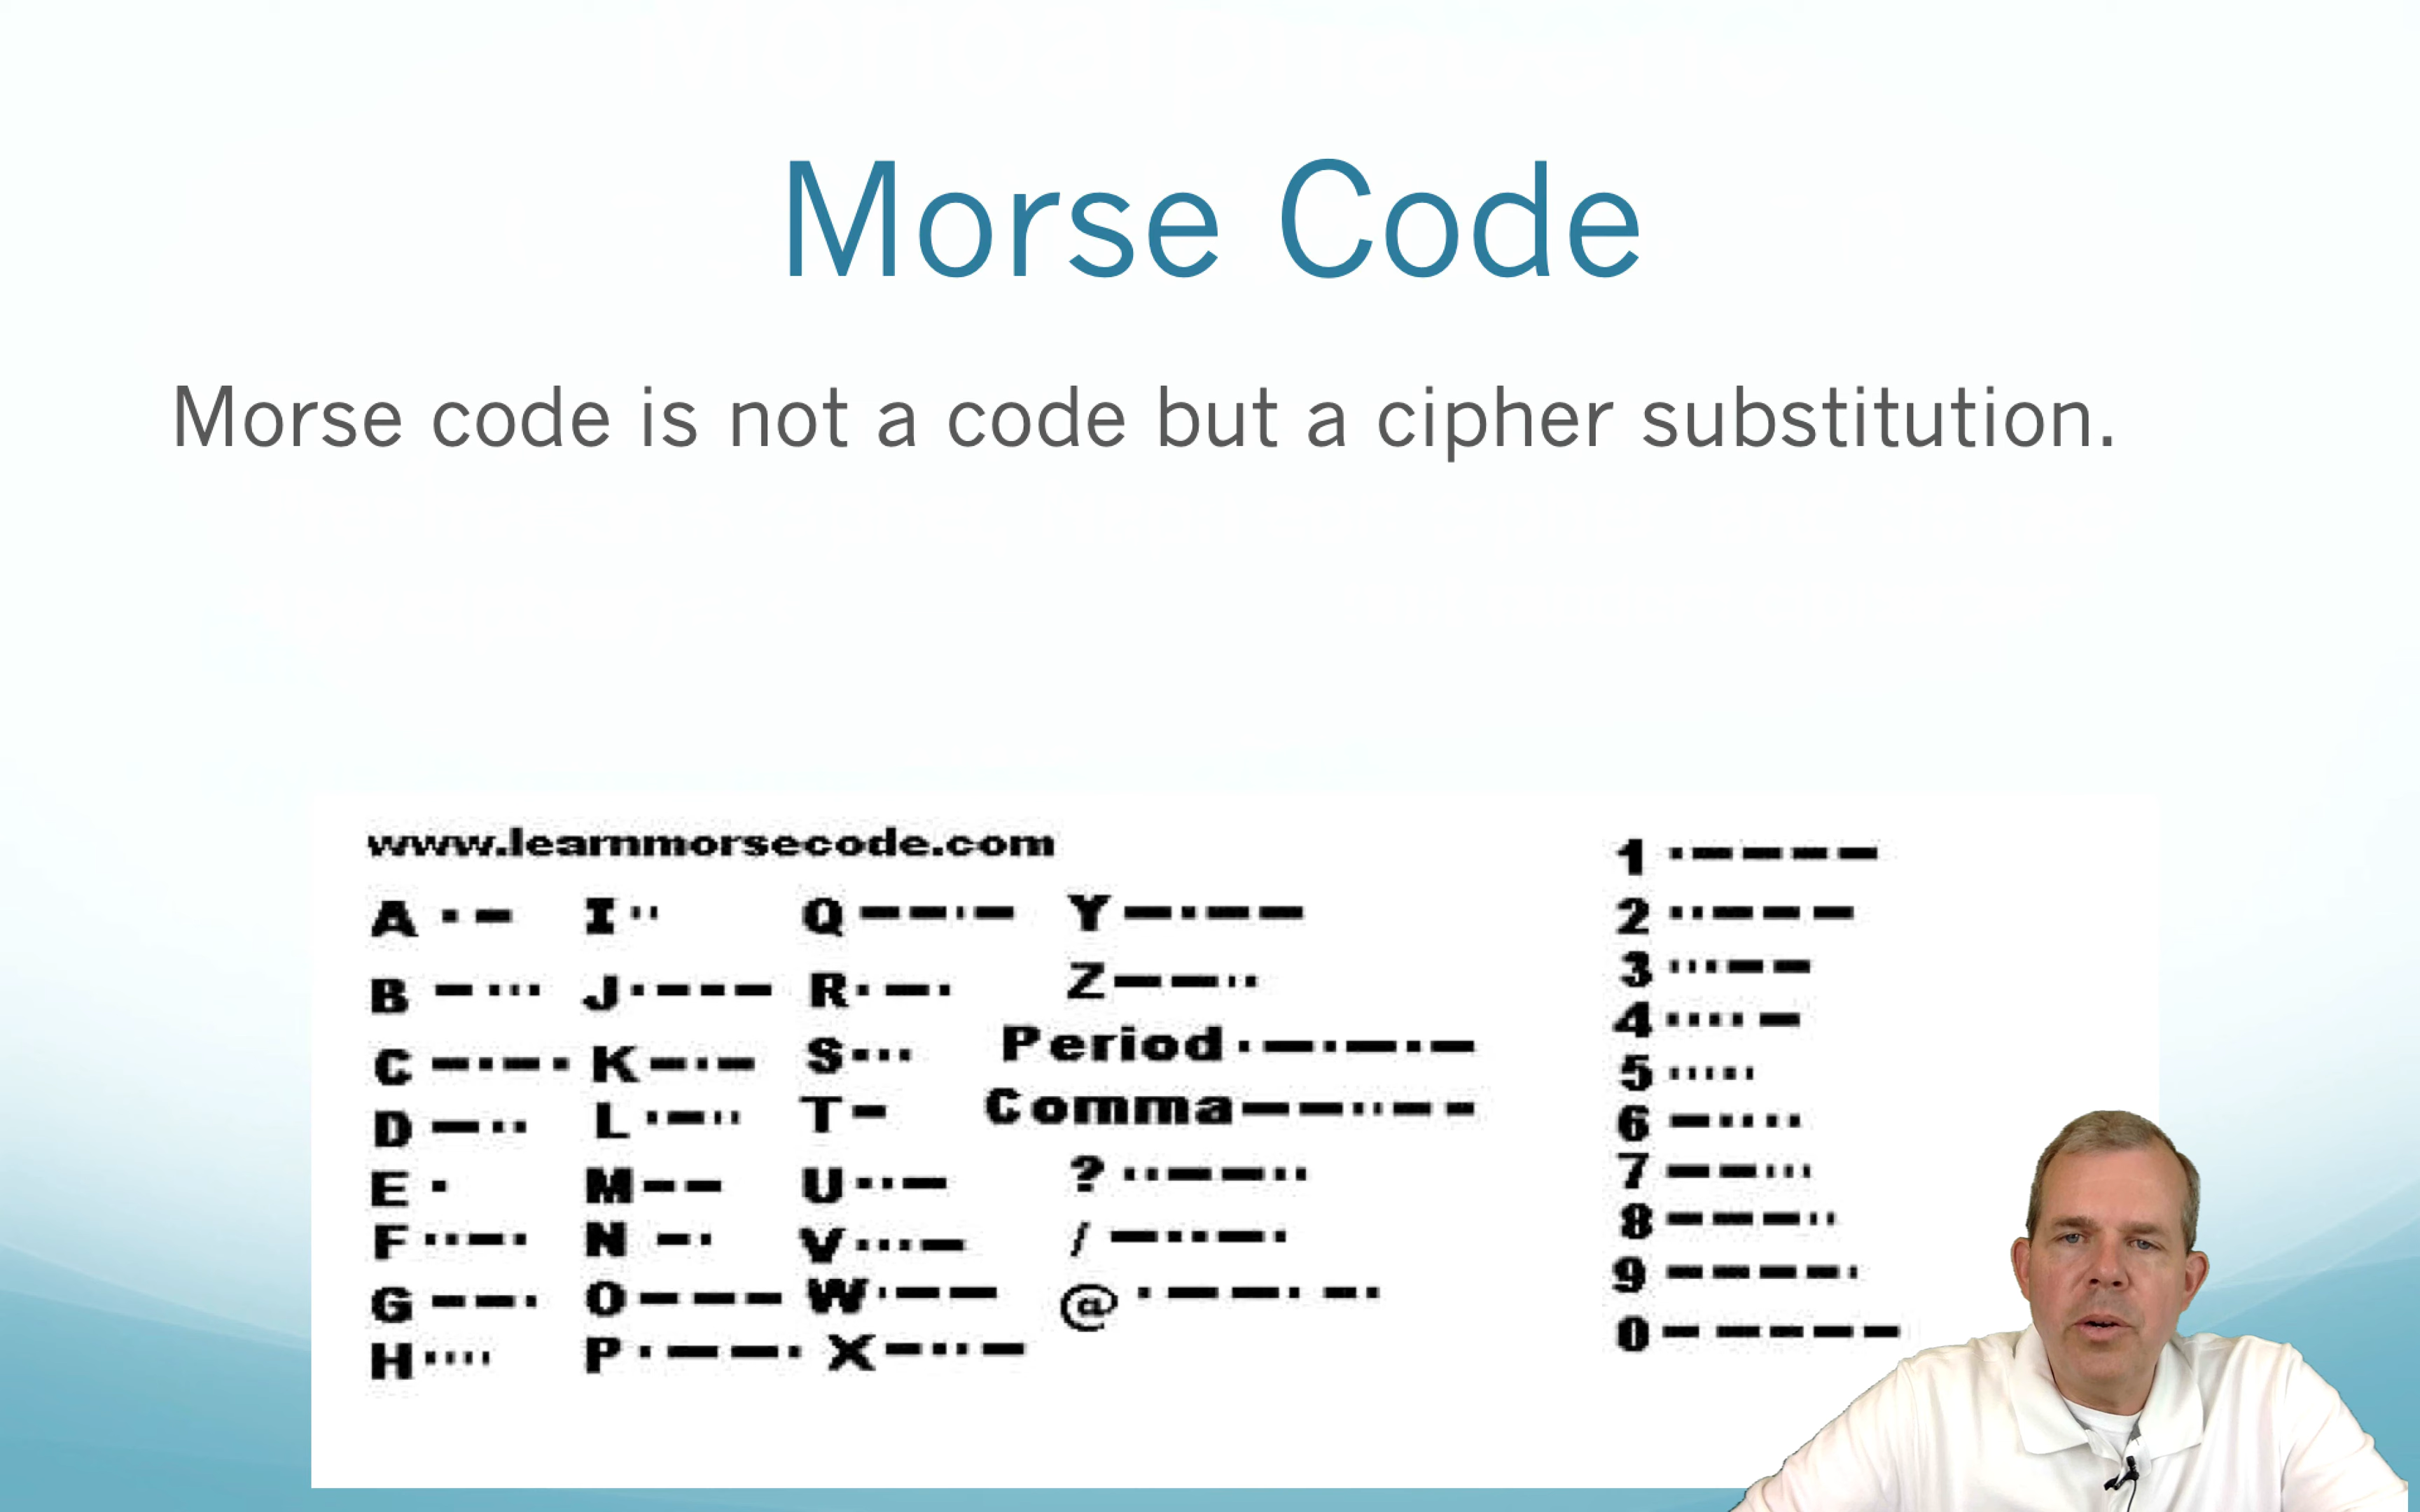 Morse Code
Morse code is not a code but a cipher substitution.
www.learnmorsecode.com
A ·— I ·· Q ——·— Y —·——
B —··· J ·——— R ·—· Z ——··
C —·—· K —·— S ··· Period ·—·—·—
D —·· L ·—·· T — Comma ——··——
E · M —— U ··— ? ··——··
F ··—· N —· V ···— / —··—·
G ——· O ——— W ·—— @ ·——·—·
H ···· P ·——· X —··—
1 ·————
2 ··———
3 ···——
4 ····—
5 ·····
6 —····
7 ——···
8 ———··
9 ————·
0 —————